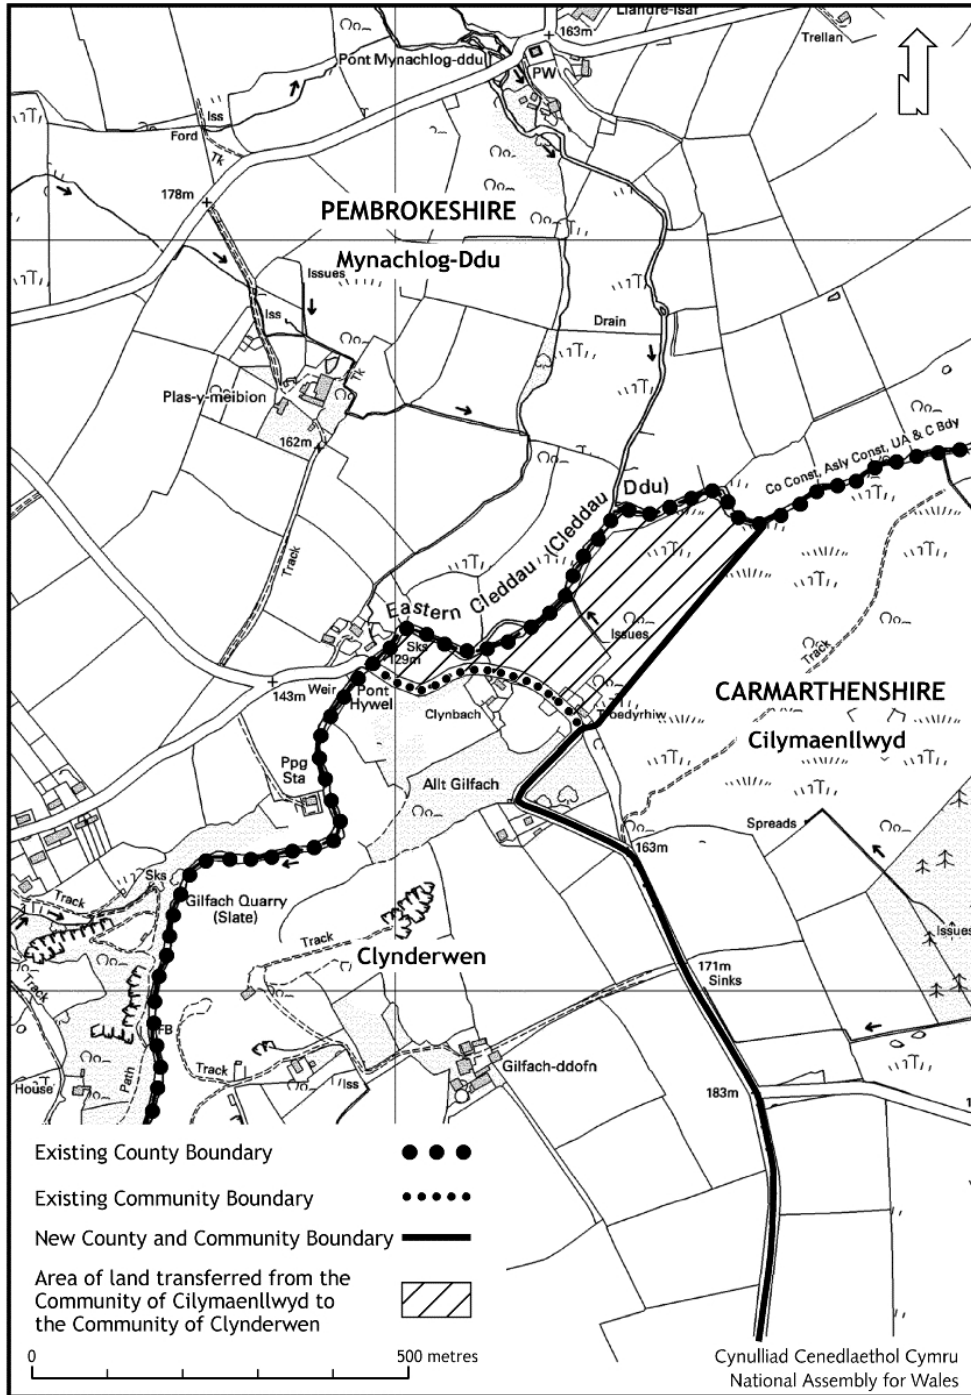 Llandre-Isaf
163m
Trellan
Pont Mynachlog-ddu
PW
Iss
Ford
Tk
178m
PEMBROKESHIRE
Mynachlog-Ddu
Issues
Iss
Drain
Tk
Plas-y-meibion
162m
Co Const, Asly Const, UA & C Bdy
Eastern Cleddau (Cleddau Ddu)
Track
Track
Sks
129m
Issues
143m
Weir
Pont
Hywel
Clynbach
Troedyrhiw
CARMARTHENSHIRE
Cilymaenllwyd
Ppg
Sta
Allt Gilfach
Spreads
163m
Sks
Track
Gilfach Quarry
(Slate)
Track
Clynderwen
Issues
171m
Sinks
Track
FB
Track
Path
House
Iss
Gilfach-ddofn
183m
1
Existing County Boundary
Existing Community Boundary
New County and Community Boundary
Area of land transferred from the
Community of Cilymaenllwyd to
the Community of Clynderwen
0 500 metres
Cynulliad Cenedlaethol Cymru
National Assembly for Wales